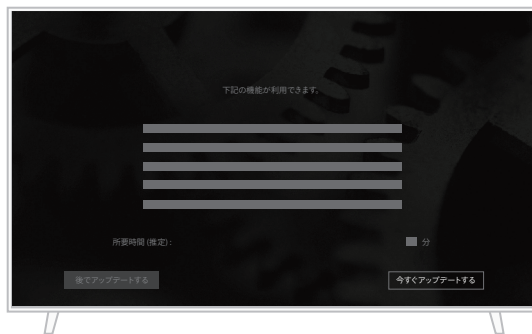 下記の機能が利用できます。
所要時間 (推定) :
分
後でアップデートする
今すぐアップデートする